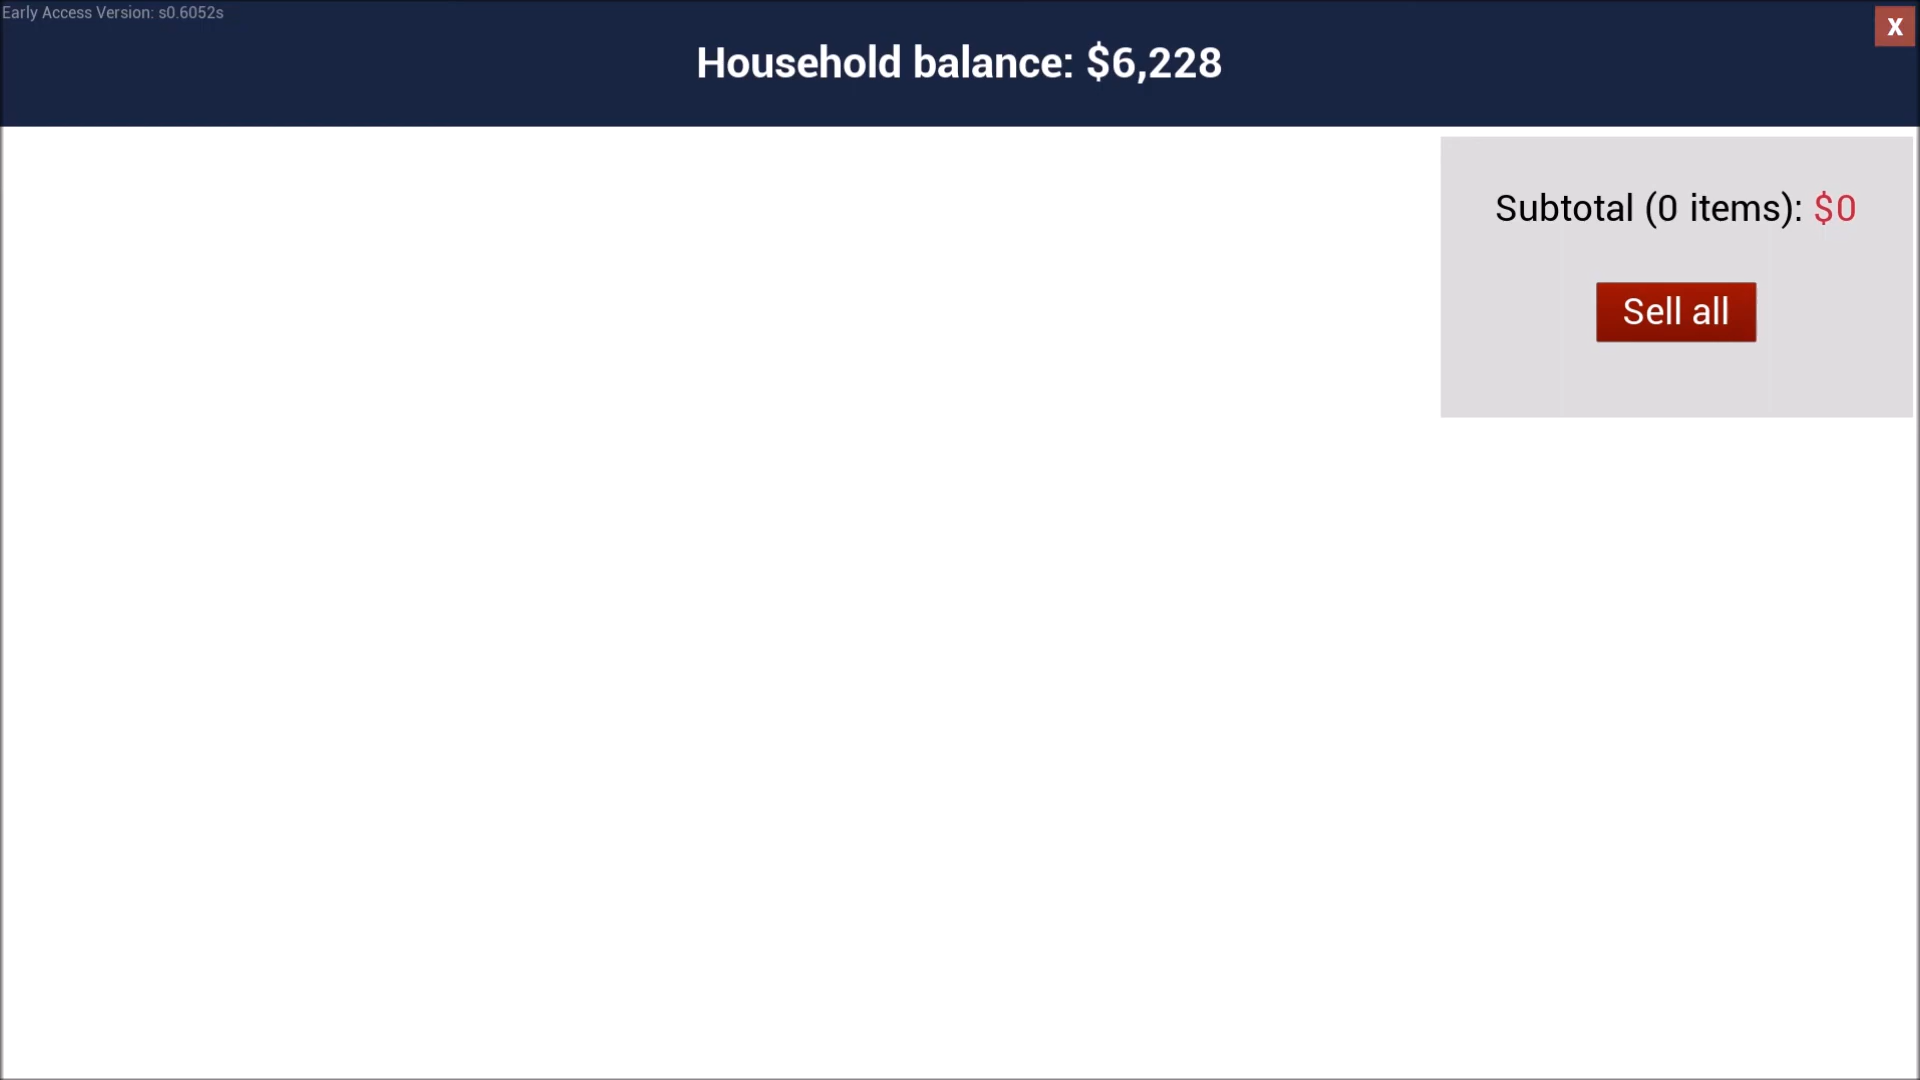 Early Access Version: s0.6052s
X
Household balance: $6,228
Subtotal (0 items): $0
Sell all